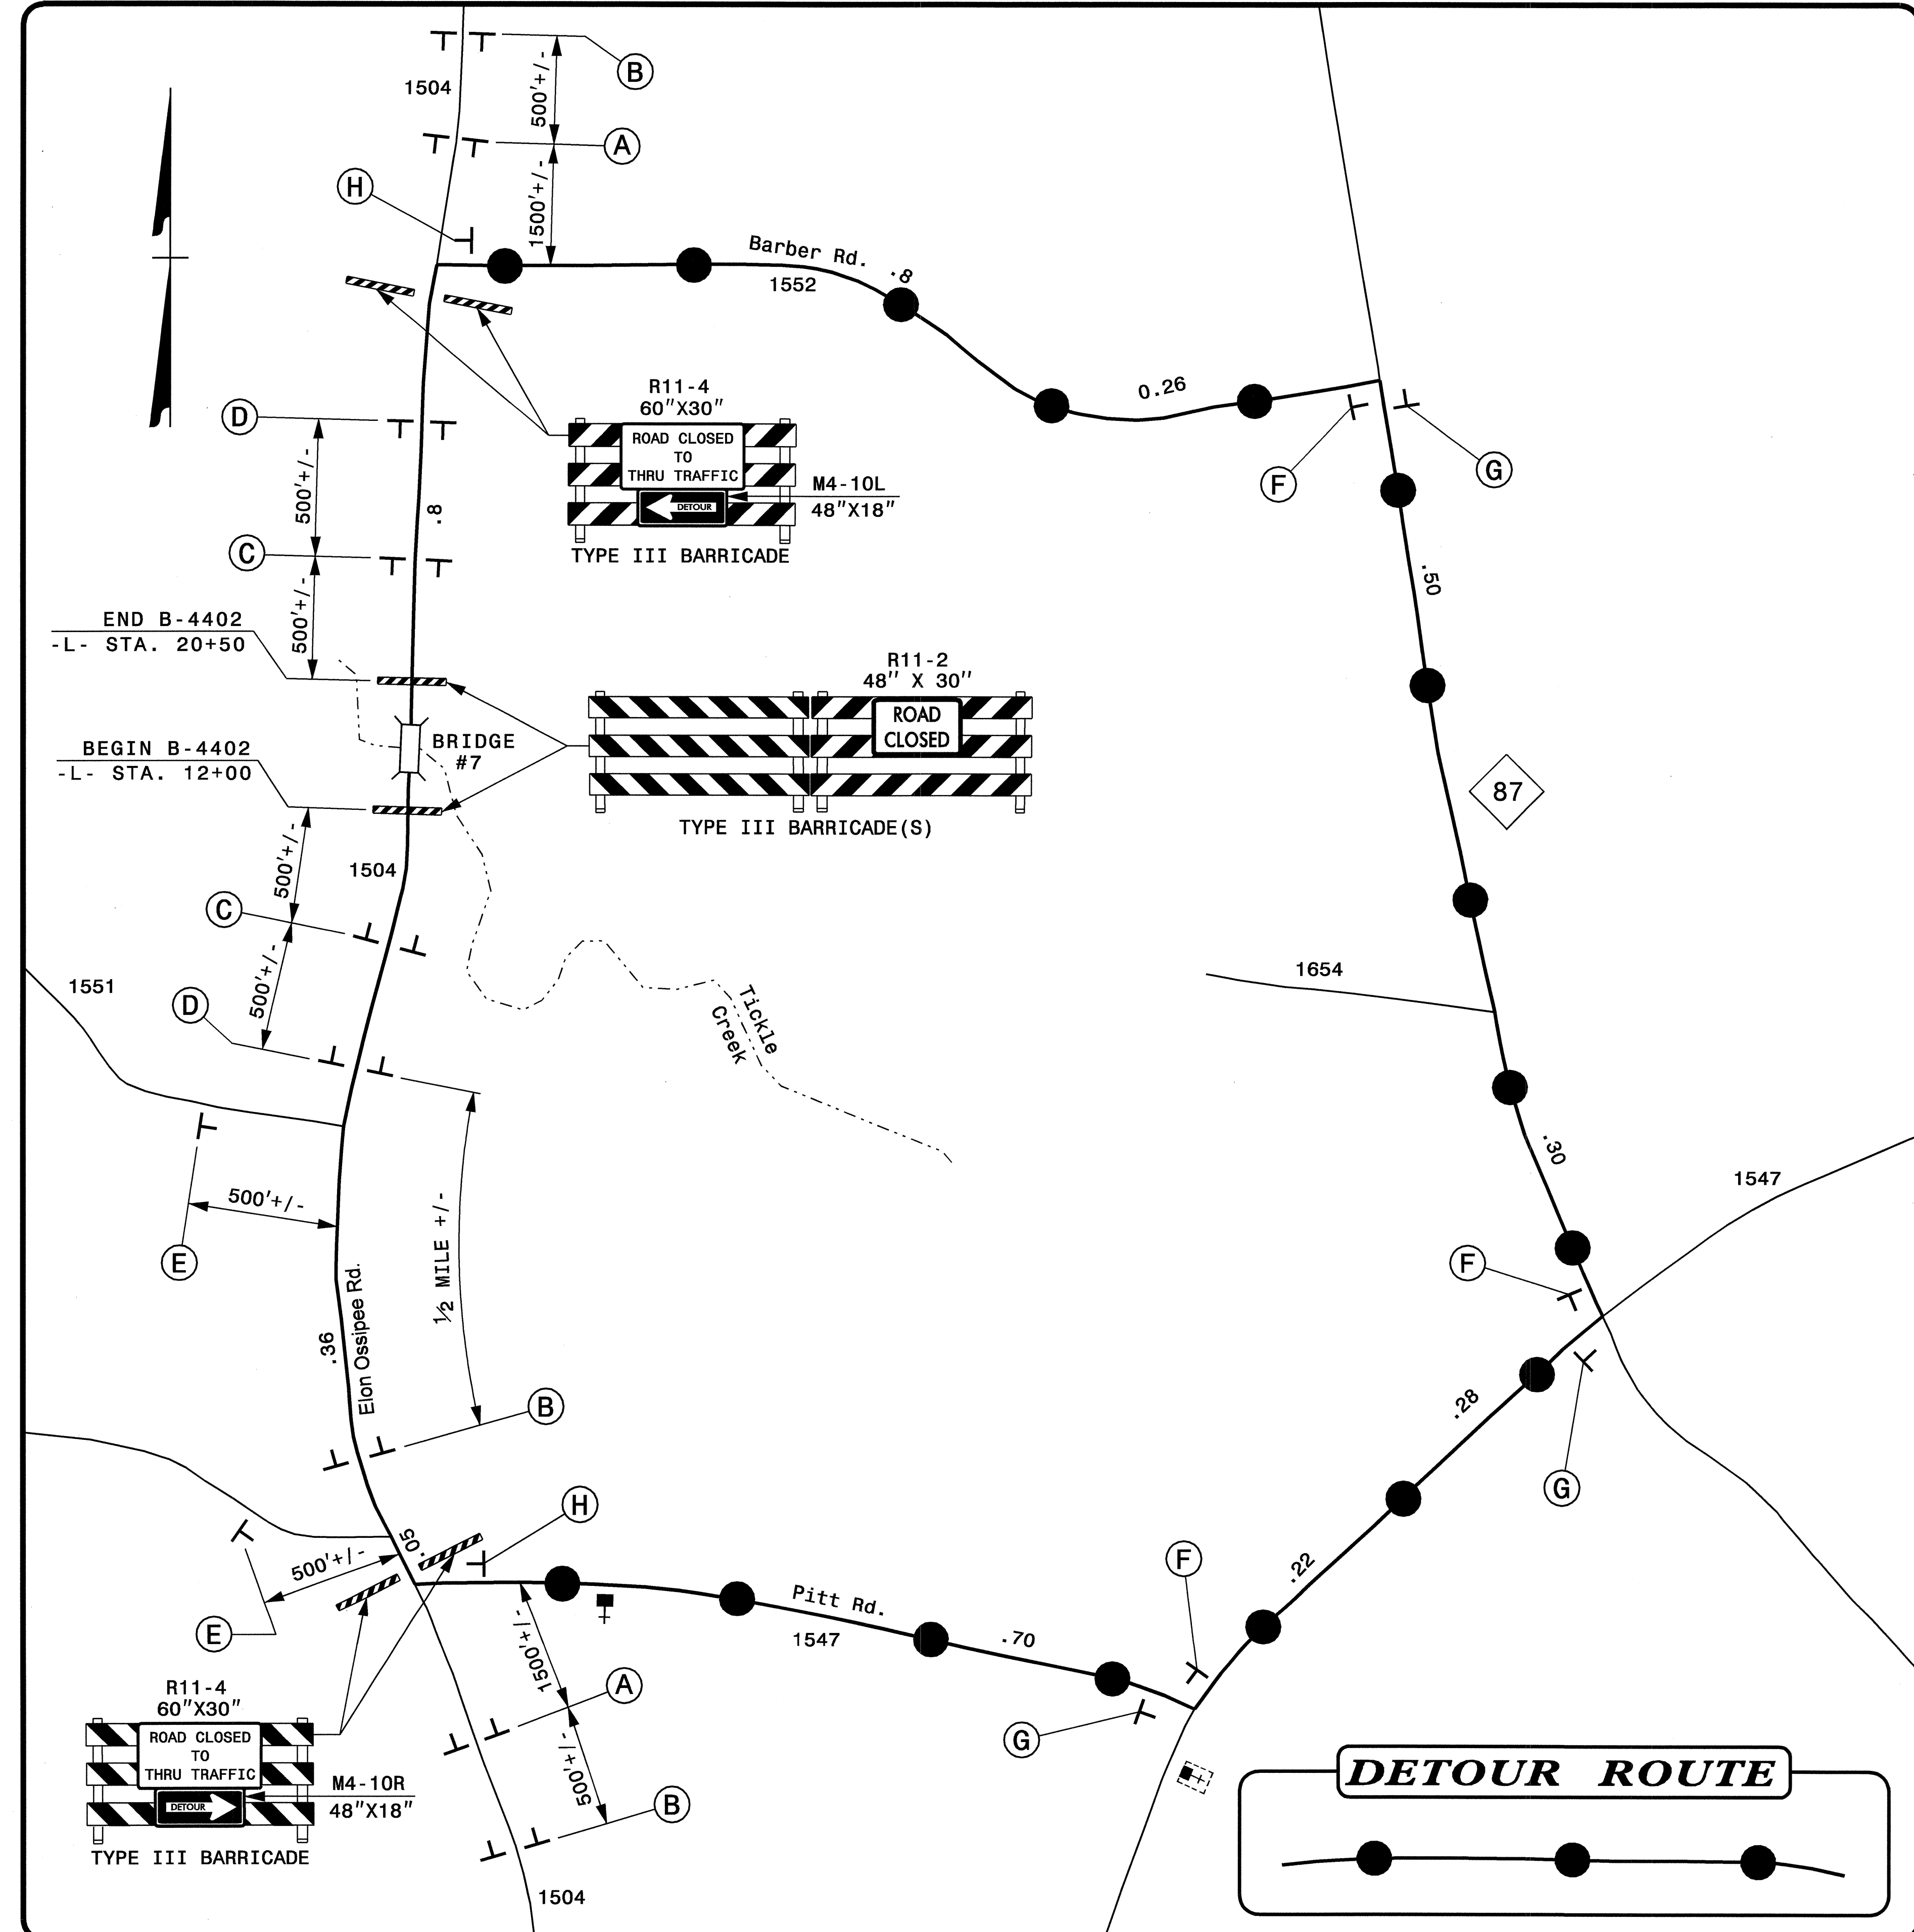 B
1504
500'+/-
A
H
1500'+/-
Barber Rd.
.8
1552
0.26
R11-4
60"X30"
ROAD CLOSED
TO
THRU TRAFFIC
DETOUR
M4-10L
48"X18"
TYPE III BARRICADE
D
500'+/-
.8
C
500'+/-
F
G
.50
END B-4402
-L- STA. 20+50
R11-2
48" X 30"
ROAD
CLOSED
BEGIN B-4402
-L- STA. 12+00
BRIDGE
#7
TYPE III BARRICADE(S)
87
500'+/-
1504
C
500'+/-
1551
D
Tickle
Creek
1654
.30
1547
500'+/-
E
1/2 MILE +/-
F
Elon Ossipee Rd.
.36
B
.28
G
H
.05
500'+/-
E
F
.22
Pitt Rd.
1547
.70
1500'+/-
A
G
500'+/-
B
R11-4
60"X30"
ROAD CLOSED
TO
THRU TRAFFIC
DETOUR
M4-10R
48"X18"
TYPE III BARRICADE
1504
DETOUR ROUTE